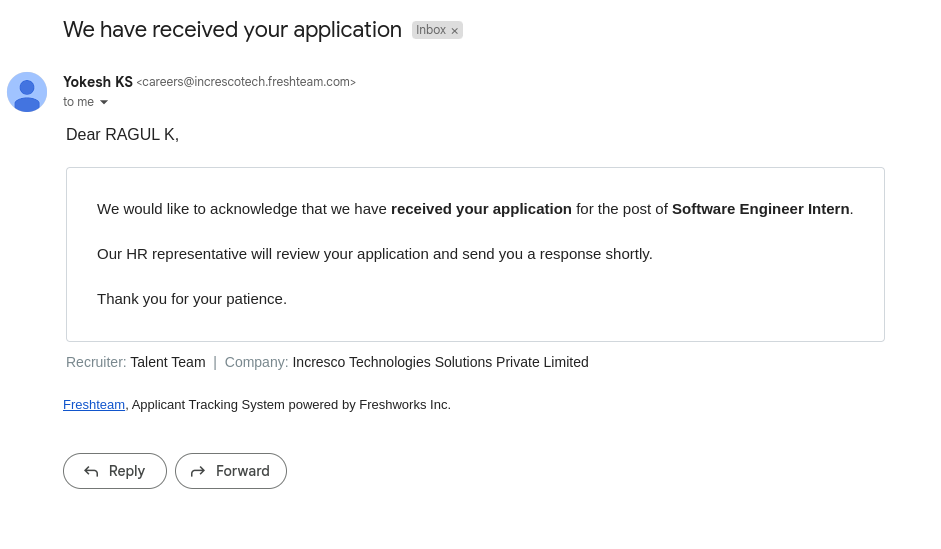 We have received your application Inbox ×
Yokesh KS <careers@increscotech.freshteam.com>
to me
Dear RAGUL K,
We would like to acknowledge that we have received your application for the post of Software Engineer Intern.
Our HR representative will review your application and send you a response shortly.
Thank you for your patience.
Recruiter: Talent Team | Company: Incresco Technologies Solutions Private Limited
Freshteam, Applicant Tracking System powered by Freshworks Inc.
Reply Forward